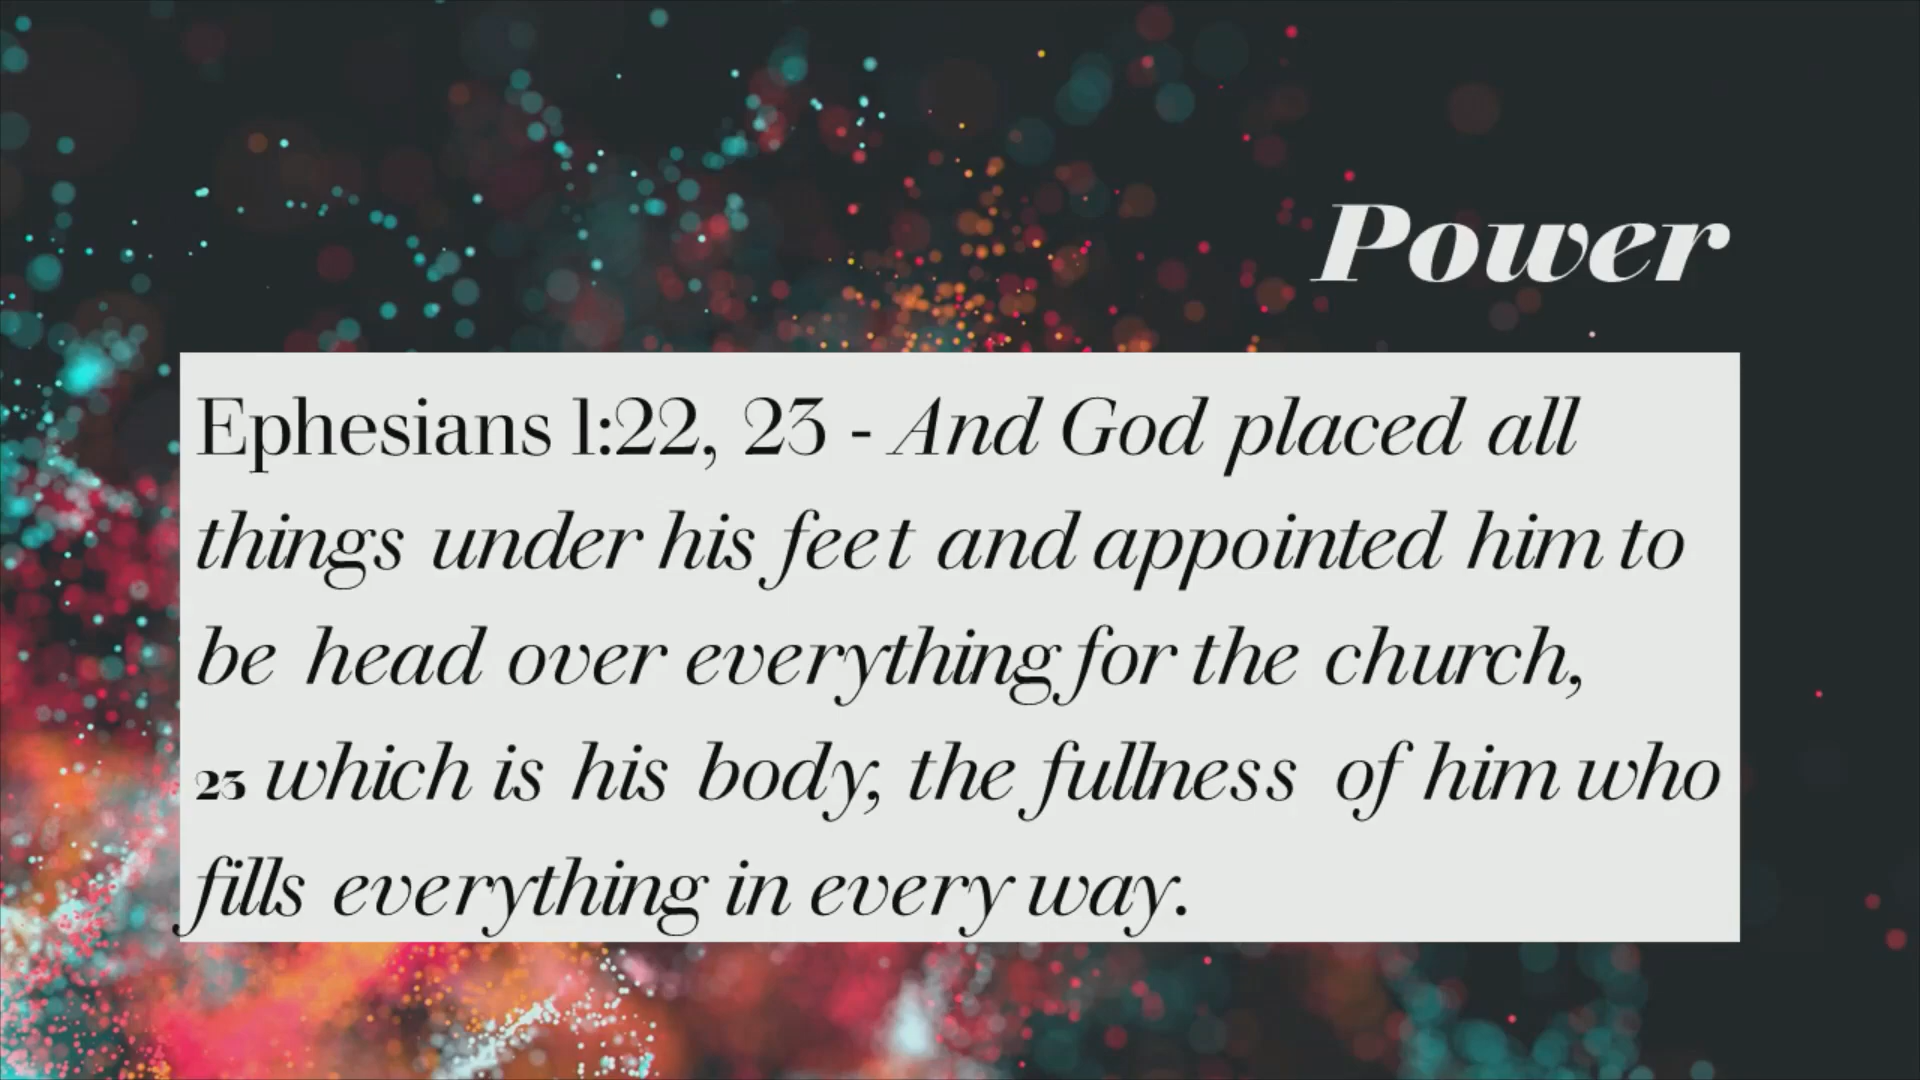 Power
Ephesians 1:22, 23 - And God placed all
things under his feet and appointed him to
be head over everything for the church,
23 which is his body, the fullness of him who
fills everything in every way.